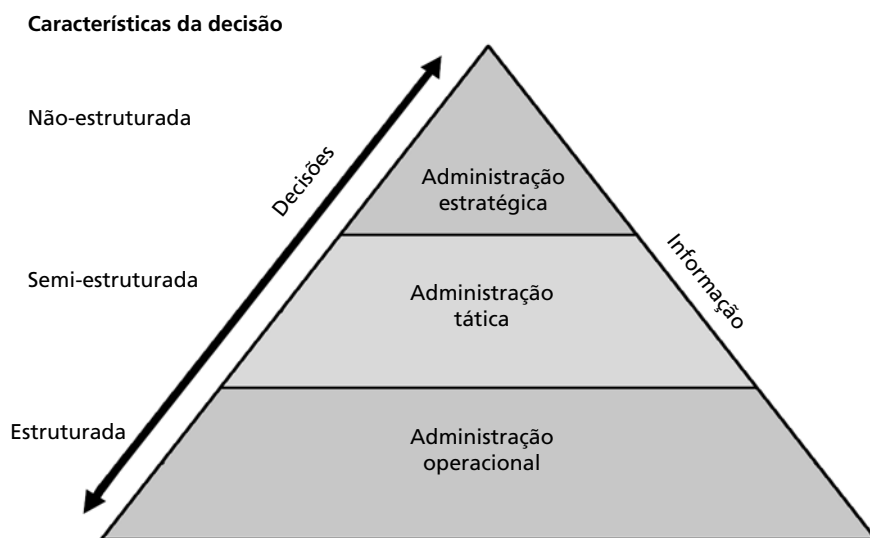 Características da decisão
Não-estruturada
Decisões
Administração
estratégica
Informação
Semi-estruturada
Administração
tática
Estruturada
Administração
operacional